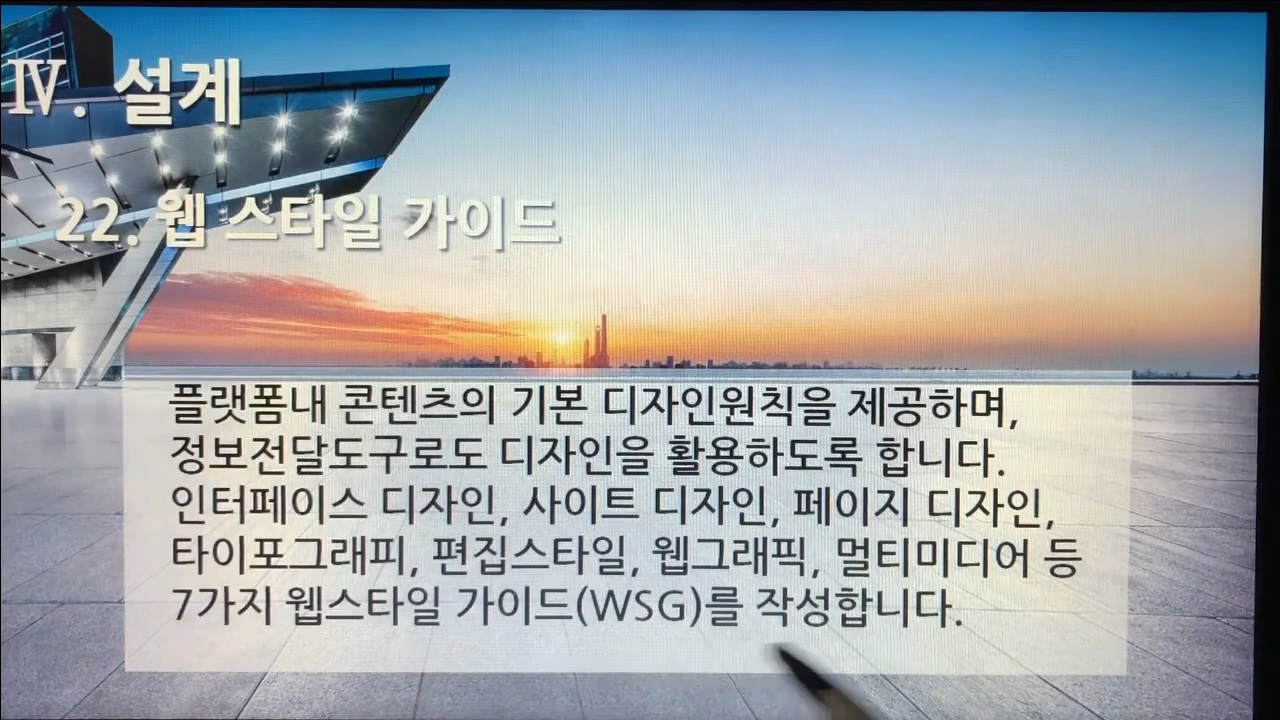 Ⅳ. 설계
22. 웹 스타일 가이드
플랫폼내 콘텐츠의 기본 디자인원칙을 제공하며,
정보전달도구로도 디자인을 활용하도록 합니다.
인터페이스 디자인, 사이트 디자인, 페이지 디자인,
타이포그래피, 편집스타일, 웹그래픽, 멀티미디어 등
7가지 웹스타일 가이드(WSG)를 작성합니다.